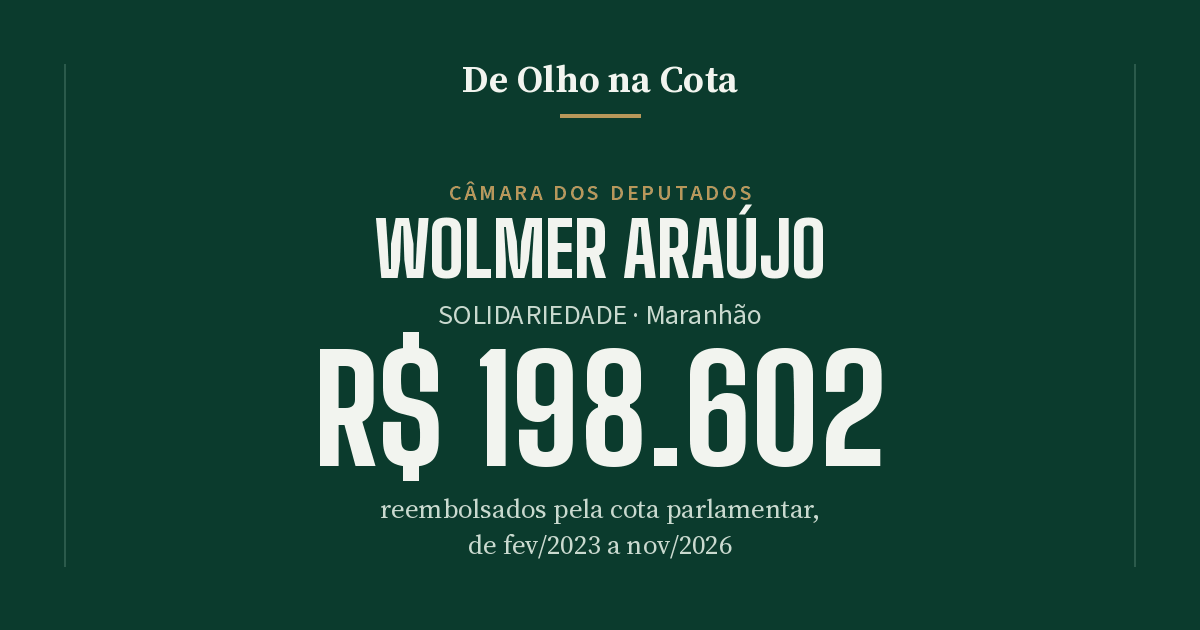 De Olho na Cota
CÂMARA DOS DEPUTADOS
WOLMER ARAÚJO
SOLIDARIEDADE · Maranhão
R$ 198.602
reembolsados pela cota parlamentar,
de fev/2023 a nov/2026